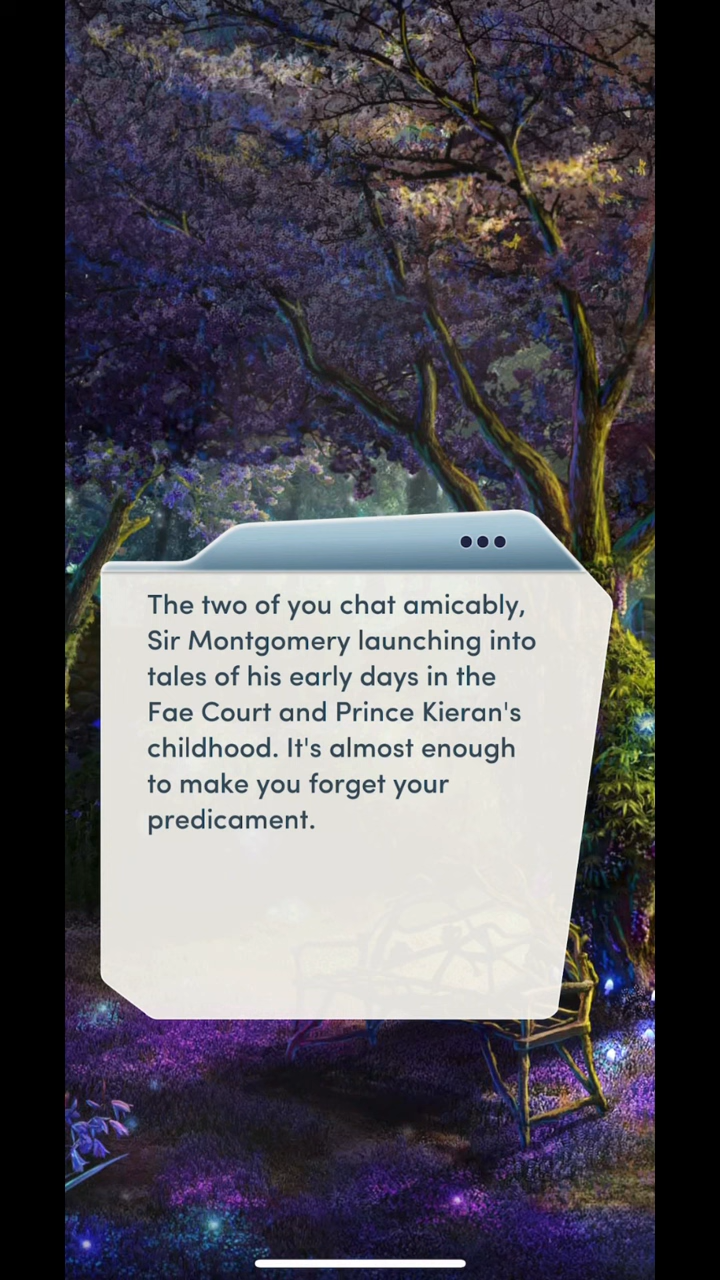 The two of you chat amicably,
Sir Montgomery launching into
tales of his early days in the
Fae Court and Prince Kieran's
childhood. It's almost enough
to make you forget your
predicament.